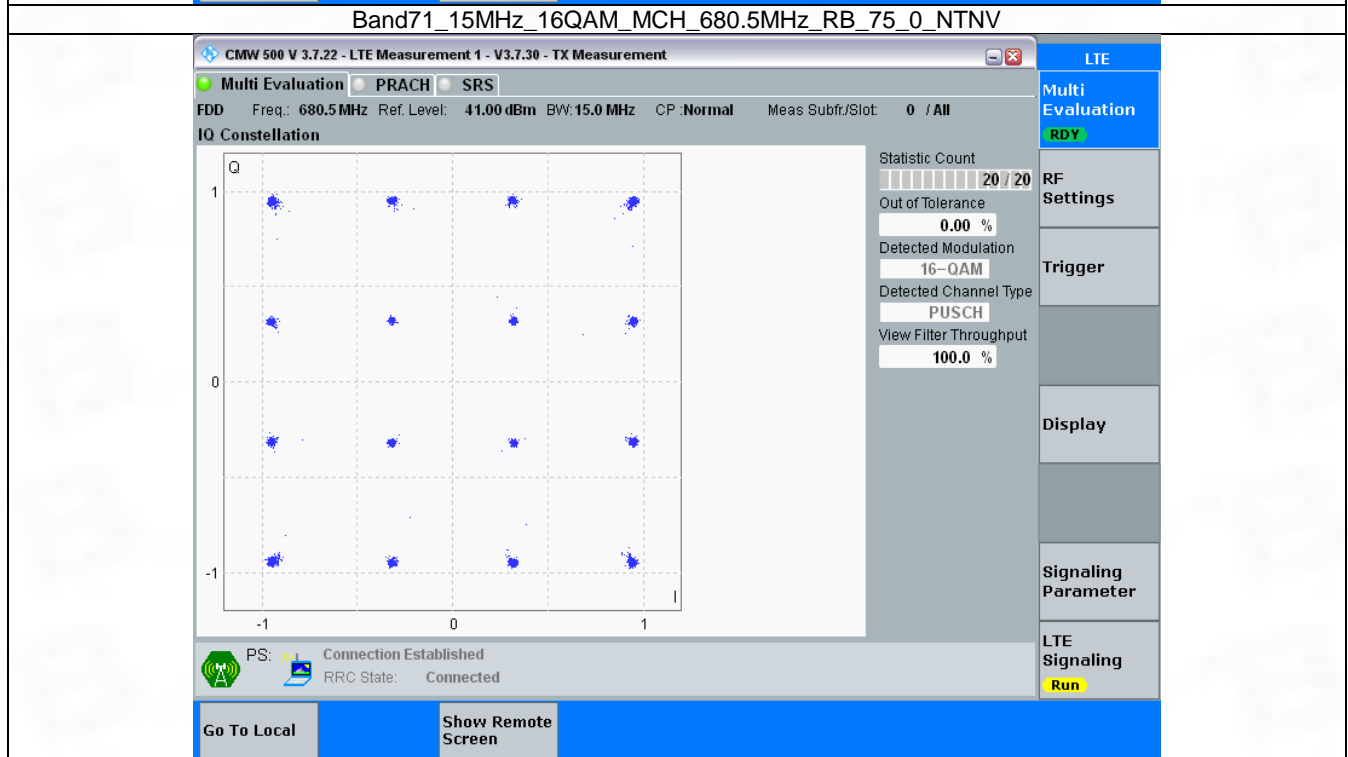 Band71_15MHz_16QAM_MCH_680.5MHz_RB_75_0_NTNV
CMW 500 V 3.7.22 - LTE Measurement 1 - V3.7.30 - TX Measurement
LTE
Multi Evaluation PRACH SRS
Multi
Evaluation
RDY
FDD Freq.: 680.5 MHz Ref. Level: 41.00 dBm BW: 15.0 MHz CP :Normal Meas Subfr./Slot: 0 / All
IQ Constellation
Q
1
0
-1
I
-1 0 1
Statistic Count
20 / 20
Out of Tolerance
0.00 %
Detected Modulation
16-QAM
Detected Channel Type
PUSCH
View Filter Throughput
100.0 %
RF
Settings
Trigger
Display
Signaling
Parameter
LTE
Signaling
Run
PS: Connection Established
RRC State: Connected
Go To Local
Show Remote
Screen